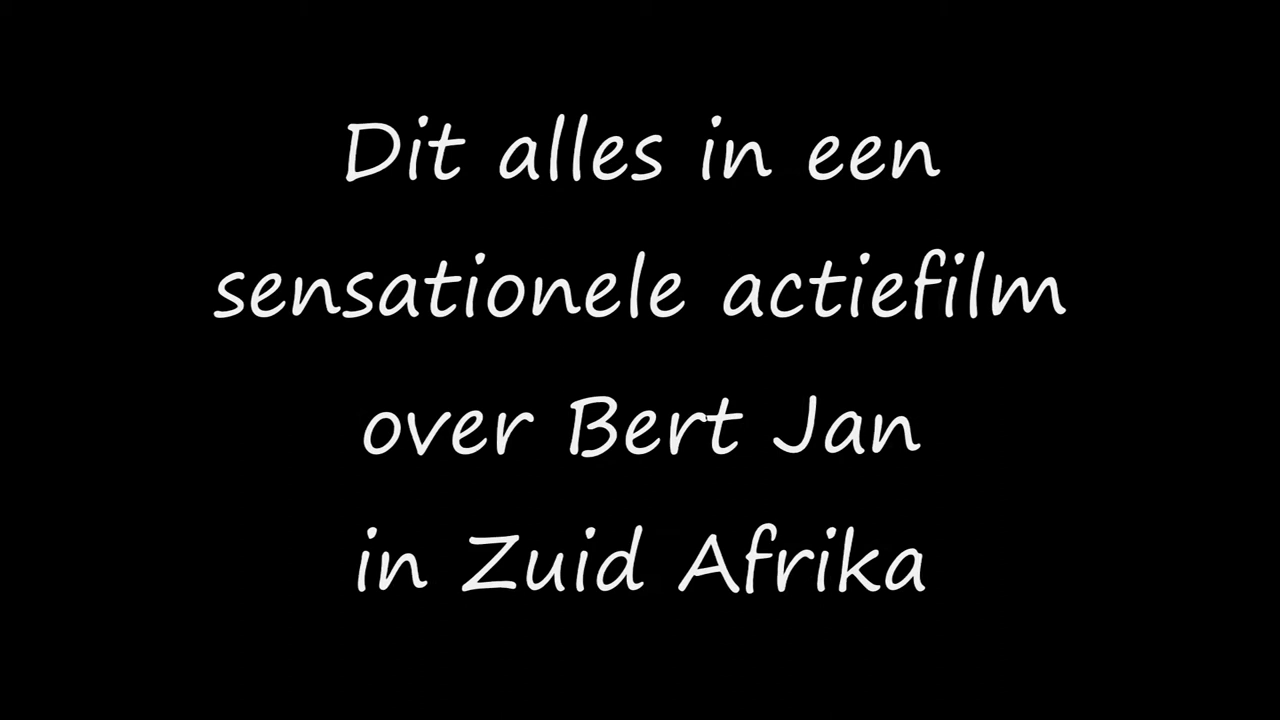 Dit alles in een
sensationele actiefilm
over Bert Jan
in Zuid Afrika